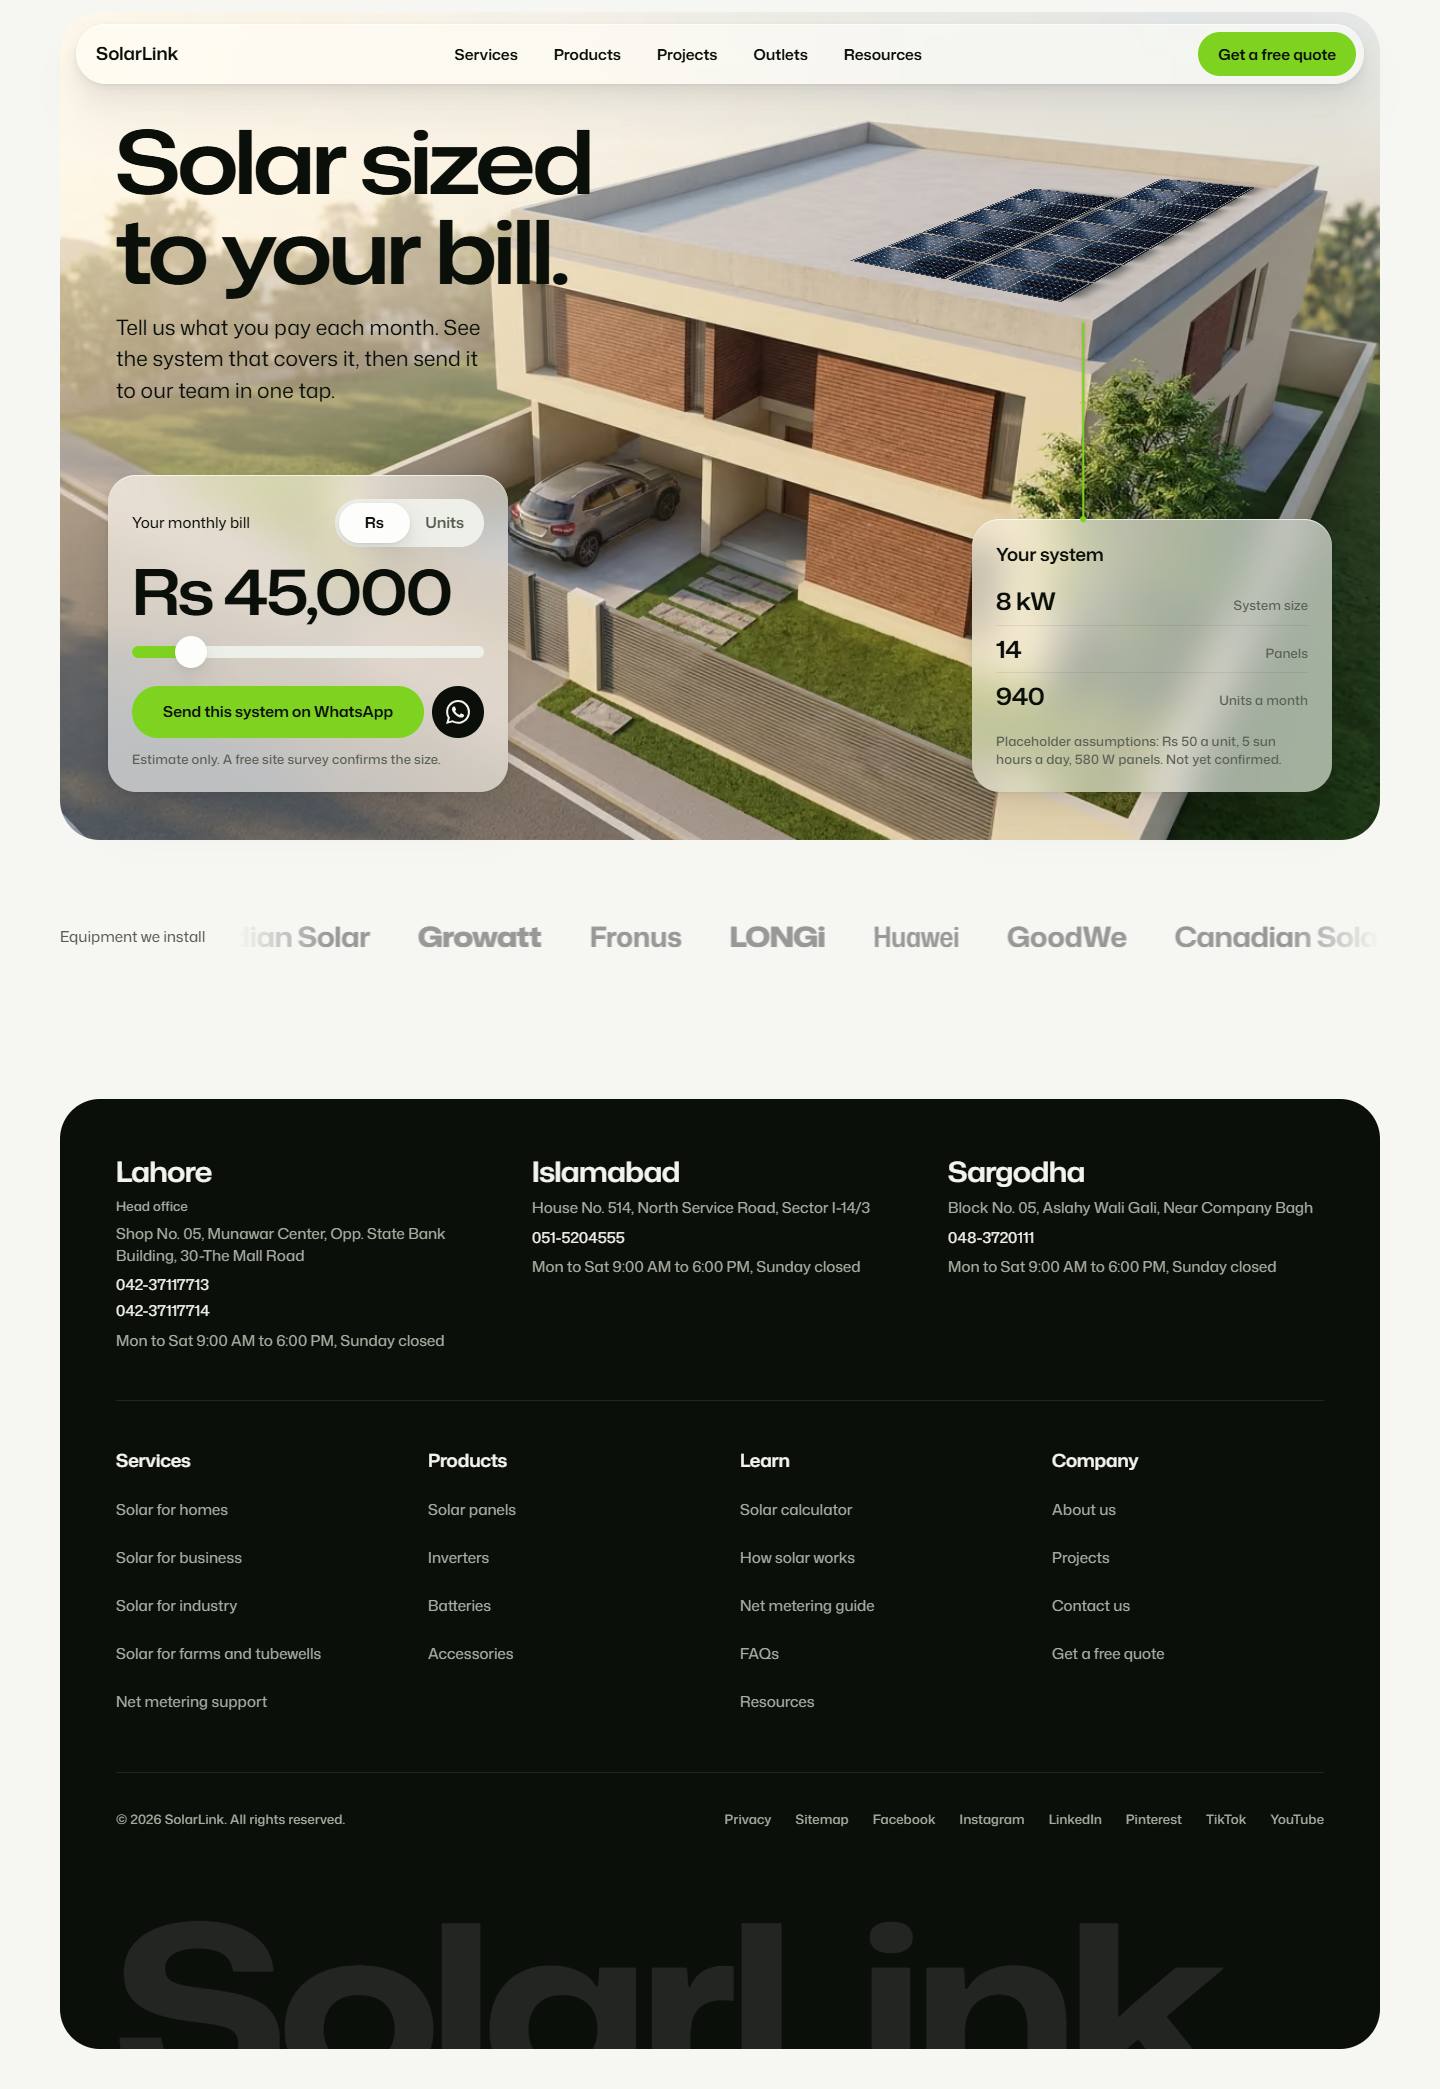 SolarLink
Services
Products
Projects
Outlets
Resources
Get a free quote
Solar sized
to your bill.
Tell us what you pay each month. See
the system that covers it, then send it
to our team in one tap.
Your monthly bill
Rs
Units
Rs 45,000
Send this system on WhatsApp
Estimate only. A free site survey confirms the size.
Your system
8 kW
System size
14
Panels
940
Units a month
Placeholder assumptions: Rs 50 a unit, 5 sun
hours a day, 580 W panels. Not yet confirmed.
Equipment we install
dian Solar
Growatt
Fronus
LONGi
Huawei
GoodWe
Canadian Sola
Lahore
Head office
Shop No. 05, Munawar Center, Opp. State Bank
Building, 30-The Mall Road
042-37117713
042-37117714
Mon to Sat 9:00 AM to 6:00 PM, Sunday closed
Islamabad
House No. 514, North Service Road, Sector I-14/3
051-5204555
Mon to Sat 9:00 AM to 6:00 PM, Sunday closed
Sargodha
Block No. 05, Aslahy Wali Gali, Near Company Bagh
048-3720111
Mon to Sat 9:00 AM to 6:00 PM, Sunday closed
Services
Solar for homes
Solar for business
Solar for industry
Solar for farms and tubewells
Net metering support
Products
Solar panels
Inverters
Batteries
Accessories
Learn
Solar calculator
How solar works
Net metering guide
FAQs
Resources
Company
About us
Projects
Contact us
Get a free quote
© 2026 SolarLink. All rights reserved.
Privacy
Sitemap
Facebook
Instagram
LinkedIn
Pinterest
TikTok
YouTube
SolarLink